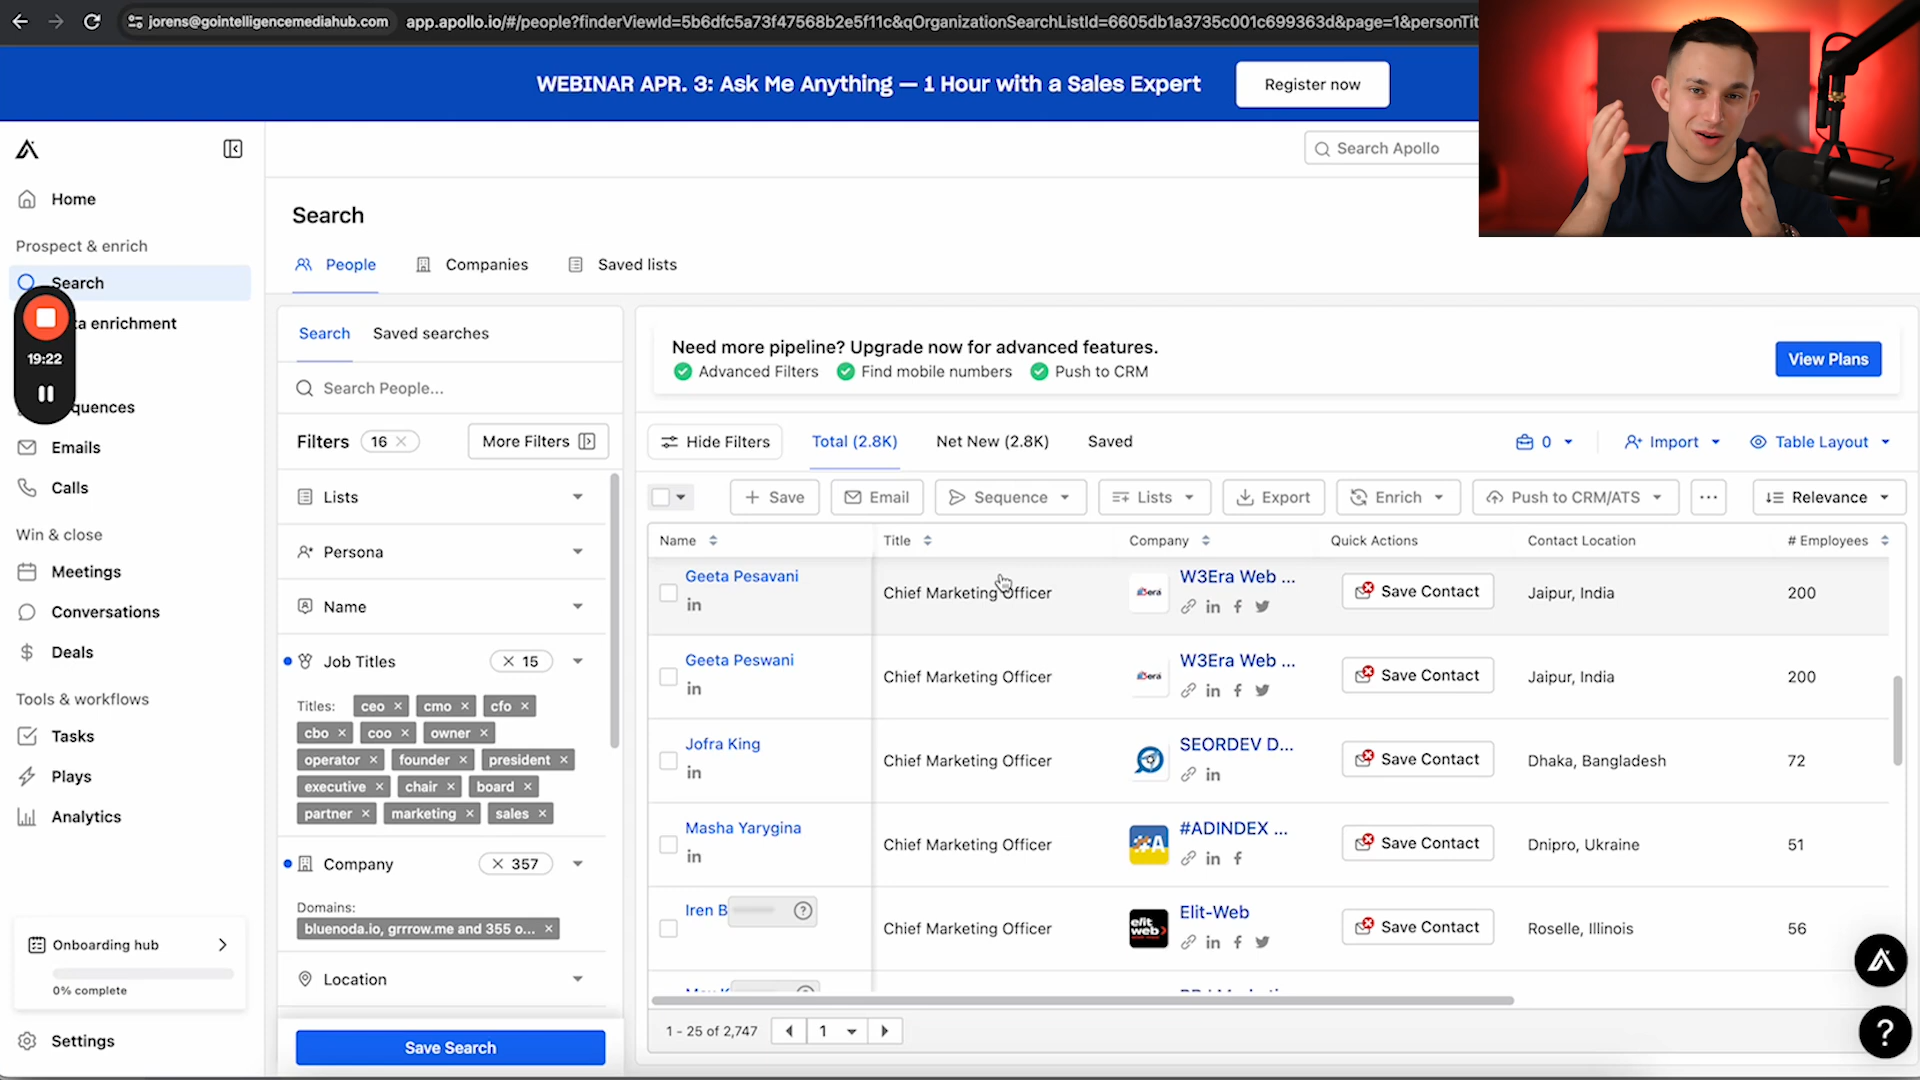 jorens@gointelligencemediahub.com
app.apollo.io/#/people?finderViewId=5b6dfc5a73f47568b2e5f11c&qOrganizationSearchListId=6605db1a3735c001c699363d&page=1&personTit
WEBINAR APR. 3: Ask Me Anything — 1 Hour with a Sales Expert
Register now
Search Apollo
Home
Prospect & enrich
Search
ta enrichment
19:22
quences
Emails
Calls
Win & close
Meetings
Conversations
Deals
Tools & workflows
Tasks
Plays
Analytics
Onboarding hub
0% complete
Settings
Search
People
Companies
Saved lists
Search
Saved searches
Search People...
Filters 16
More Filters
Lists
Persona
Name
Job Titles
15
Titles: ceo × cmo × cfo ×
cbo × coo × owner ×
operator × founder × president ×
executive × chair × board ×
partner × marketing × sales ×
Company
357
Domains:
bluenoda.io, grrrow.me and 355 o... ×
Location
Save Search
Need more pipeline? Upgrade now for advanced features.
Advanced Filters
Find mobile numbers
Push to CRM
View Plans
Hide Filters
Total (2.8K)
Net New (2.8K)
Saved
0
Import
Table Layout
Save
Email
Sequence
Lists
Export
Enrich
Push to CRM/ATS
Relevance
Name
Title
Company
Quick Actions
Contact Location
# Employees
Geeta Pesavani
Chief Marketing Officer
W3Era Web ...
Save Contact
Jaipur, India
200
Geeta Peswani
Chief Marketing Officer
W3Era Web ...
Save Contact
Jaipur, India
200
Jofra King
Chief Marketing Officer
SEORDEV D...
Save Contact
Dhaka, Bangladesh
72
Masha Yarygina
Chief Marketing Officer
#A
#ADINDEX ...
Save Contact
Dnipro, Ukraine
51
Iren B
Chief Marketing Officer
elit
web
Elit-Web
Save Contact
Roselle, Illinois
56
1 - 25 of 2,747
1